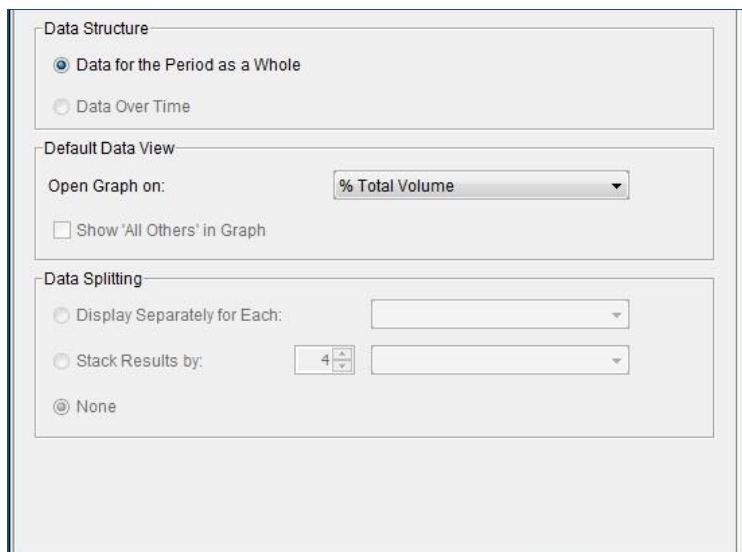 Data Structure
Data for the Period as a Whole
Data Over Time
Default Data View
Open Graph on: % Total Volume
Show 'All Others' in Graph
Data Splitting
Display Separately for Each:
Stack Results by: 4
None